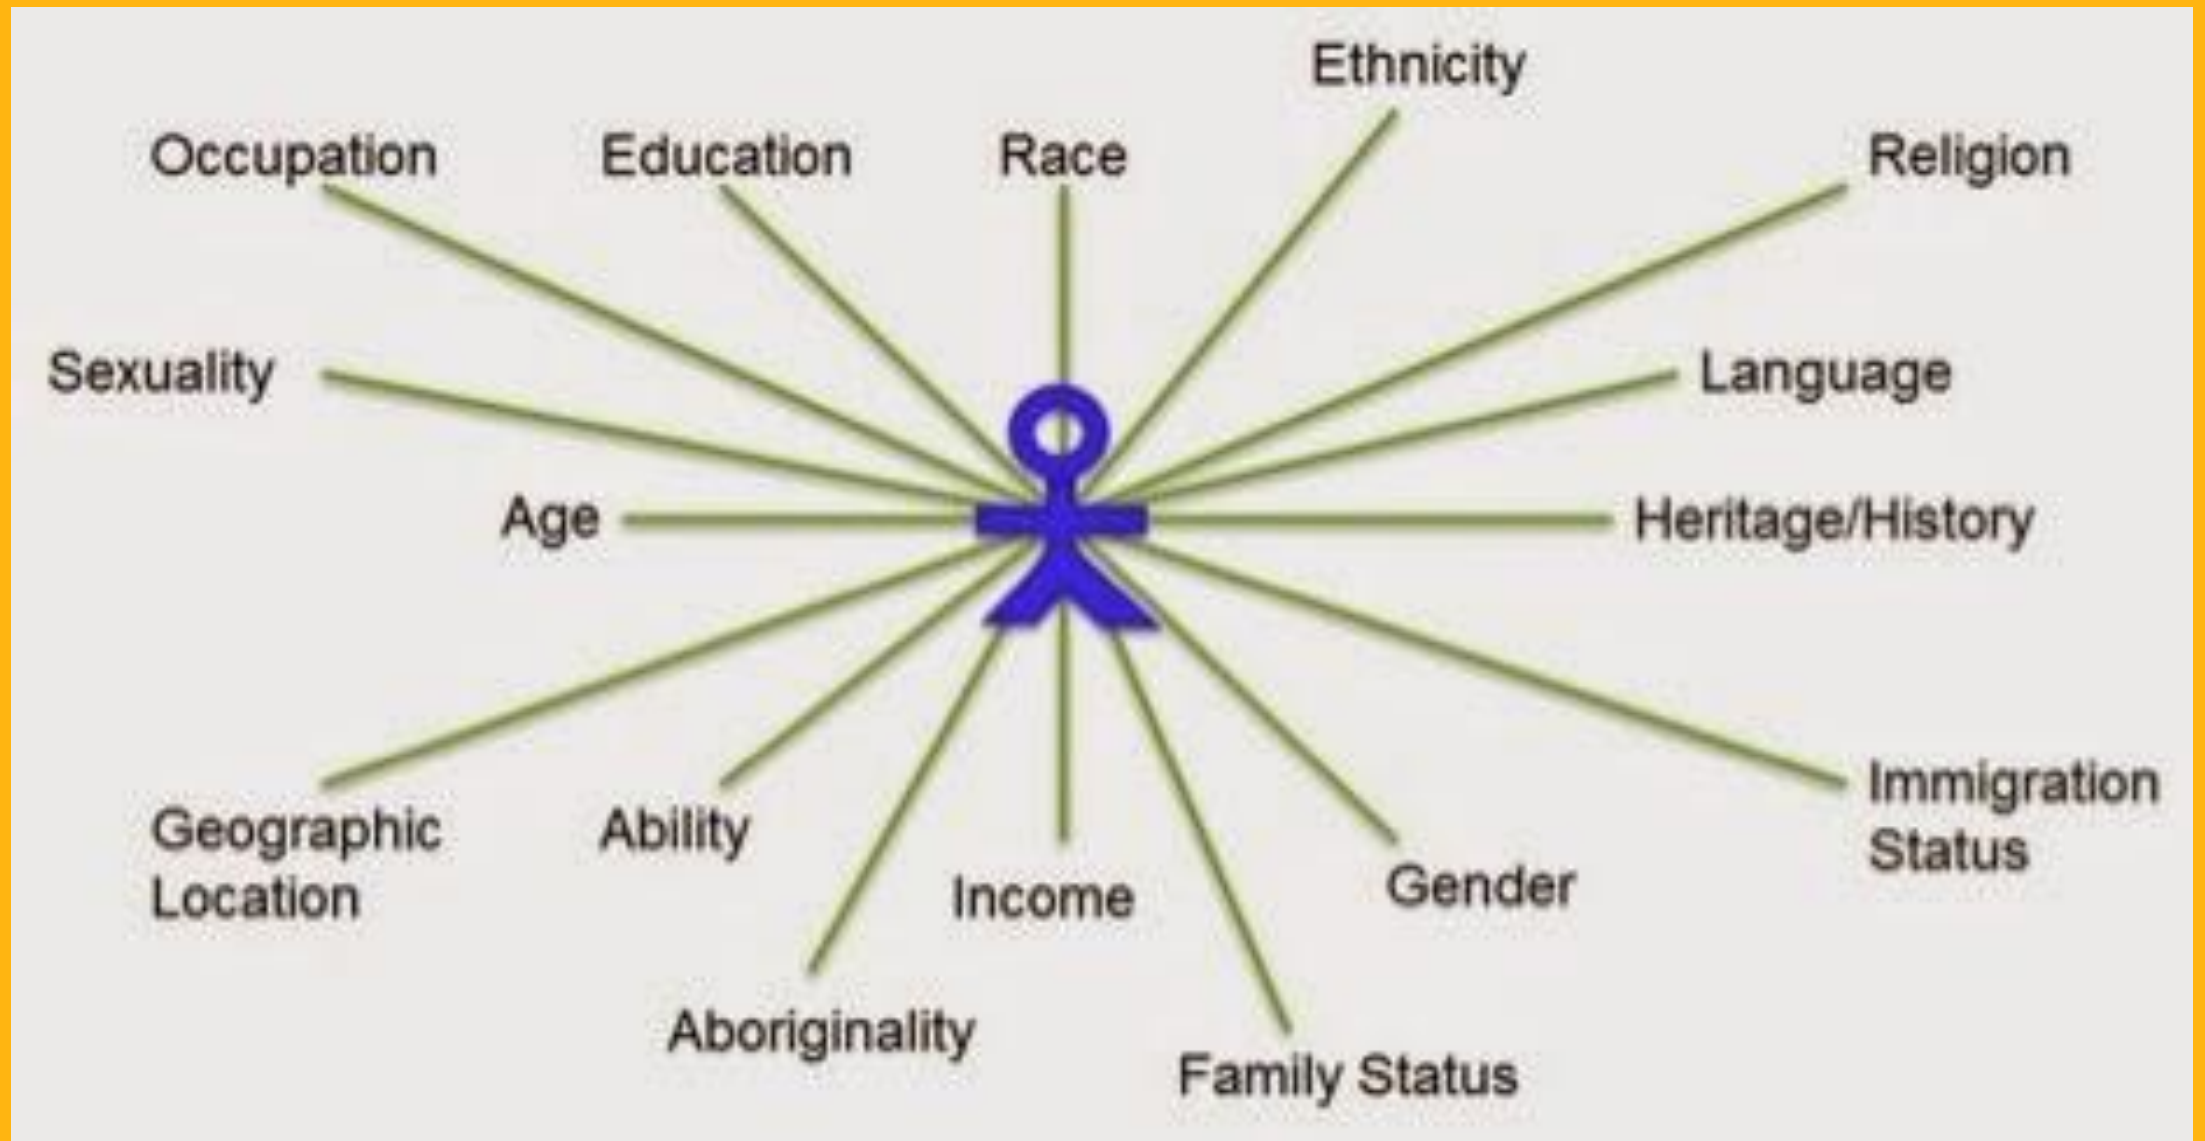 Ethnicity
Occupation
Education
Race
Religion
Sexuality
Language
Age
Heritage/History
Geographic
Location
Ability
Income
Gender
Immigration
Status
Aboriginality
Family Status